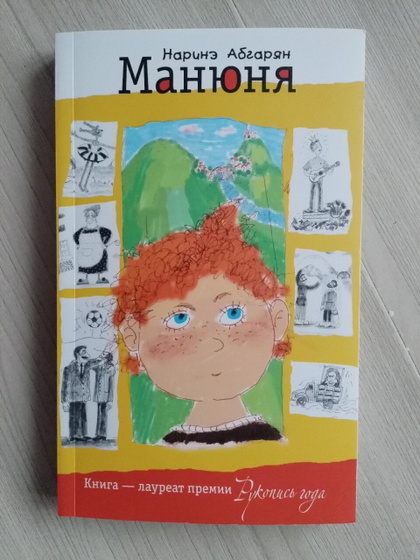 Наринэ Абгарян
Манюня
Книга — лауреат премии Рукопись года